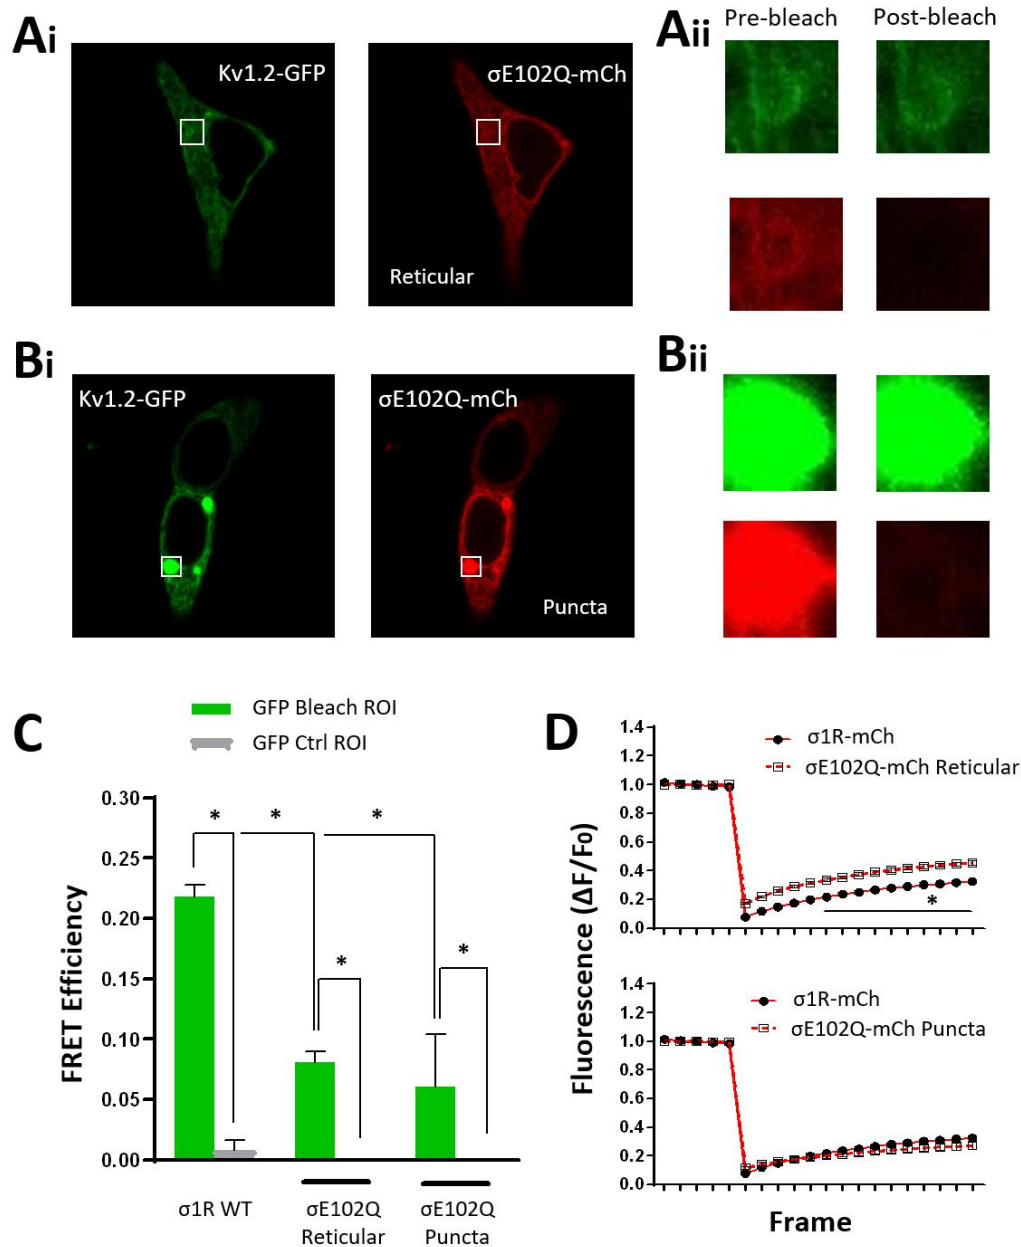 Ai
Kv1.2-GFP
σE102Q-mCh
Reticular
Aii
Pre-bleach
Post-bleach
Bi
Kv1.2-GFP
σE102Q-mCh
Puncta
Bii
C
GFP Bleach ROI
GFP Ctrl ROI
FRET Efficiency
0.30
0.25
0.20
0.15
0.10
0.05
0.00
* * *
* *
σ1R WT
σE102Q
Reticular
σE102Q
Puncta
D
Fluorescence (ΔF/F0)
1.4
1.2
1.0
0.8
0.6
0.4
0.2
0.0
σ1R-mCh
σE102Q-mCh Reticular
*
1.4
1.2
1.0
0.8
0.6
0.4
0.2
0.0
σ1R-mCh
σE102Q-mCh Puncta
Frame